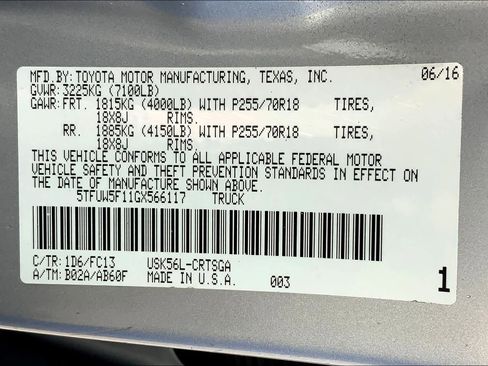 MFD.BY: TOYOTA MOTOR MANUFACTURING, TEXAS, INC. 06/16
GVWR: 3225KG (7100LB)
GAWR: FRT. 1815KG (4000LB) WITH P255/70R18 TIRES,
18X8J RIMS.
RR. 1885KG (4150LB) WITH P255/70R18 TIRES,
18X8J RIMS.
THIS VEHICLE CONFORMS TO ALL APPLICABLE FEDERAL MOTOR
VEHICLE SAFETY AND THEFT PREVENTION STANDARDS IN EFFECT ON
THE DATE OF MANUFACTURE SHOWN ABOVE.
5TFUW5F11GX566117 TRUCK
C/TR: 1D6/FC13 USK56L-CRTSGA
A/TM: B02A/AB60F MADE IN U.S.A. 003 1